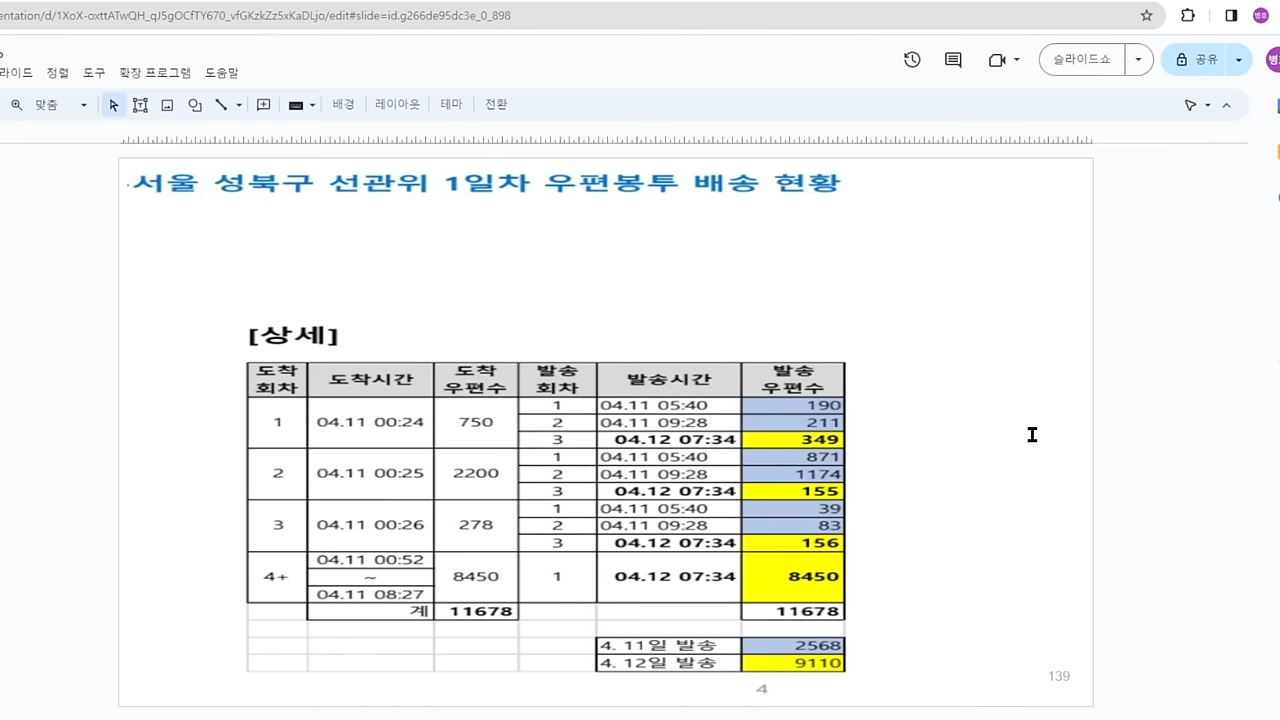 entation/d/1XoX-oxttATwQH_qJ5gOCfTY670_vfGKzkZz5xKaDLjo/edit#slide=id.g266de95dc3e_0_898
라이드 정렬 도구 확장 프로그램 도움말
슬라이드쇼 공유
맞춤 배경 레이아웃 테마 전환
서울 성북구 선관위 1일차 우편봉투 배송 현황
[상세]
도착 회차 도착시간 도착 우편수 발송 회차 발송시간 발송 우편수
1 04.11 00:24 750 1 04.11 05:40 190
2 04.11 09:28 211
3 04.12 07:34 349
2 04.11 00:25 2200 1 04.11 05:40 871
2 04.11 09:28 1174
3 04.12 07:34 155
3 04.11 00:26 278 1 04.11 05:40 39
2 04.11 09:28 83
3 04.12 07:34 156
4+ 04.11 00:52 ~ 04.11 08:27 8450 1 04.12 07:34 8450
계 11678 11678
4. 11일 발송 2568
4. 12일 발송 9110
139
4